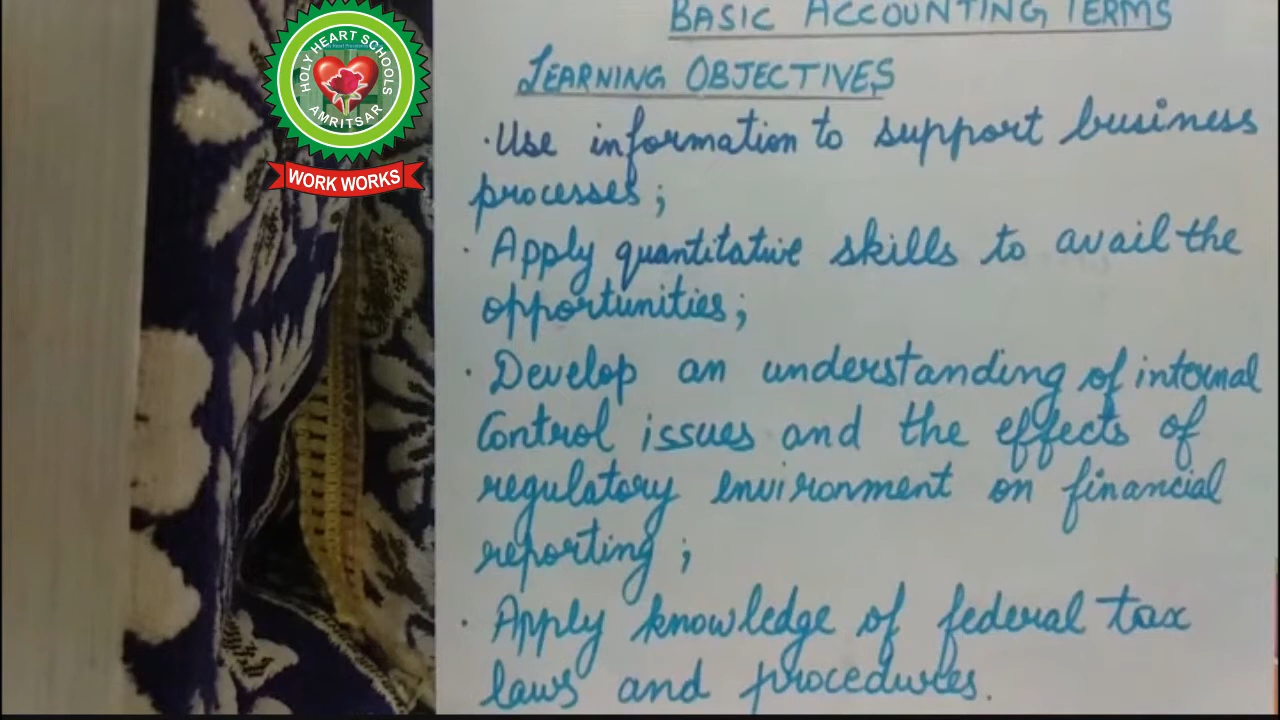 HOLY HEART SCHOOLS
AMRITSAR
WORK WORKS
BASIC ACCOUNTING TERMS
LEARNING OBJECTIVES
· Use information to support business
processes;
· Apply quantitative skills to avail the
opportunities;
· Develop an understanding of internal
Control issues and the effects of
regulatory environment on financial
reporting;
· Apply knowledge of federal tax
laws and procedures.